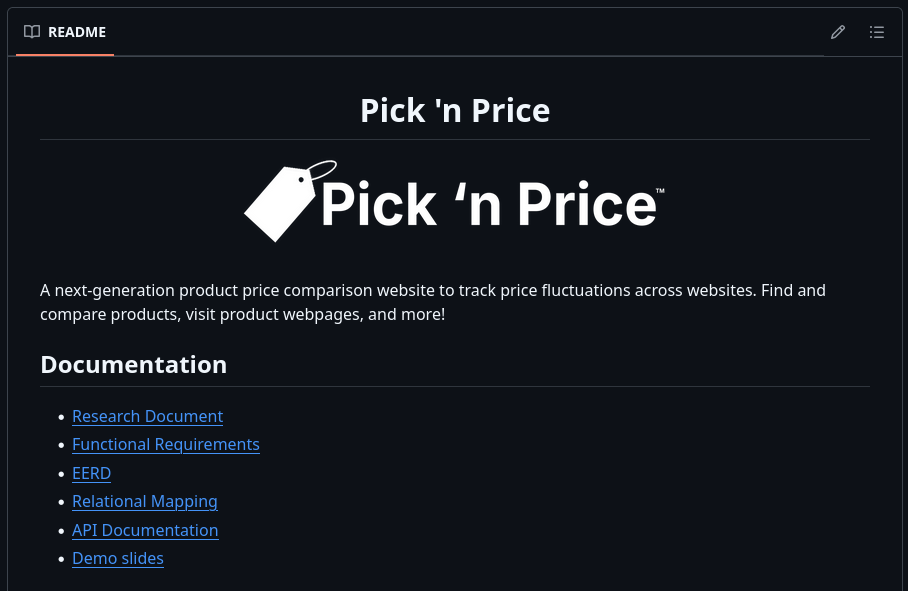 README
Pick 'n Price
Pick ‘n Price™
A next-generation product price comparison website to track price fluctuations across websites. Find and
compare products, visit product webpages, and more!
Documentation
Research Document
Functional Requirements
EERD
Relational Mapping
API Documentation
Demo slides